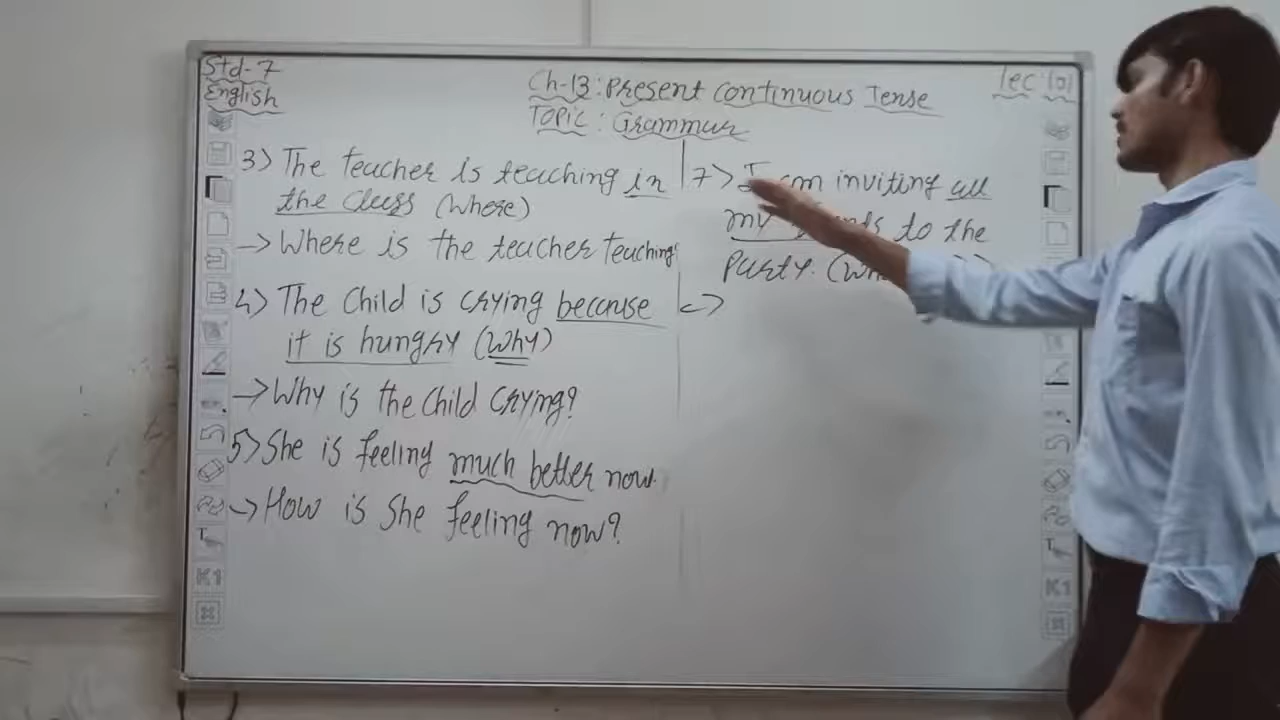 Std-7
English
Ch-13: Present Continuous Tense
Topic: Grammar
lec:101
3) The teacher is teaching in
the Class (Where)
→ Where is the teacher teaching?
4) The Child is crying because
it is hungry (Why)
→ Why is the Child Crying?
5) She is feeling much better now.
→ How is She feeling now?
7) I am inviting all
my to the
Party.
→
T
K1
T
K1